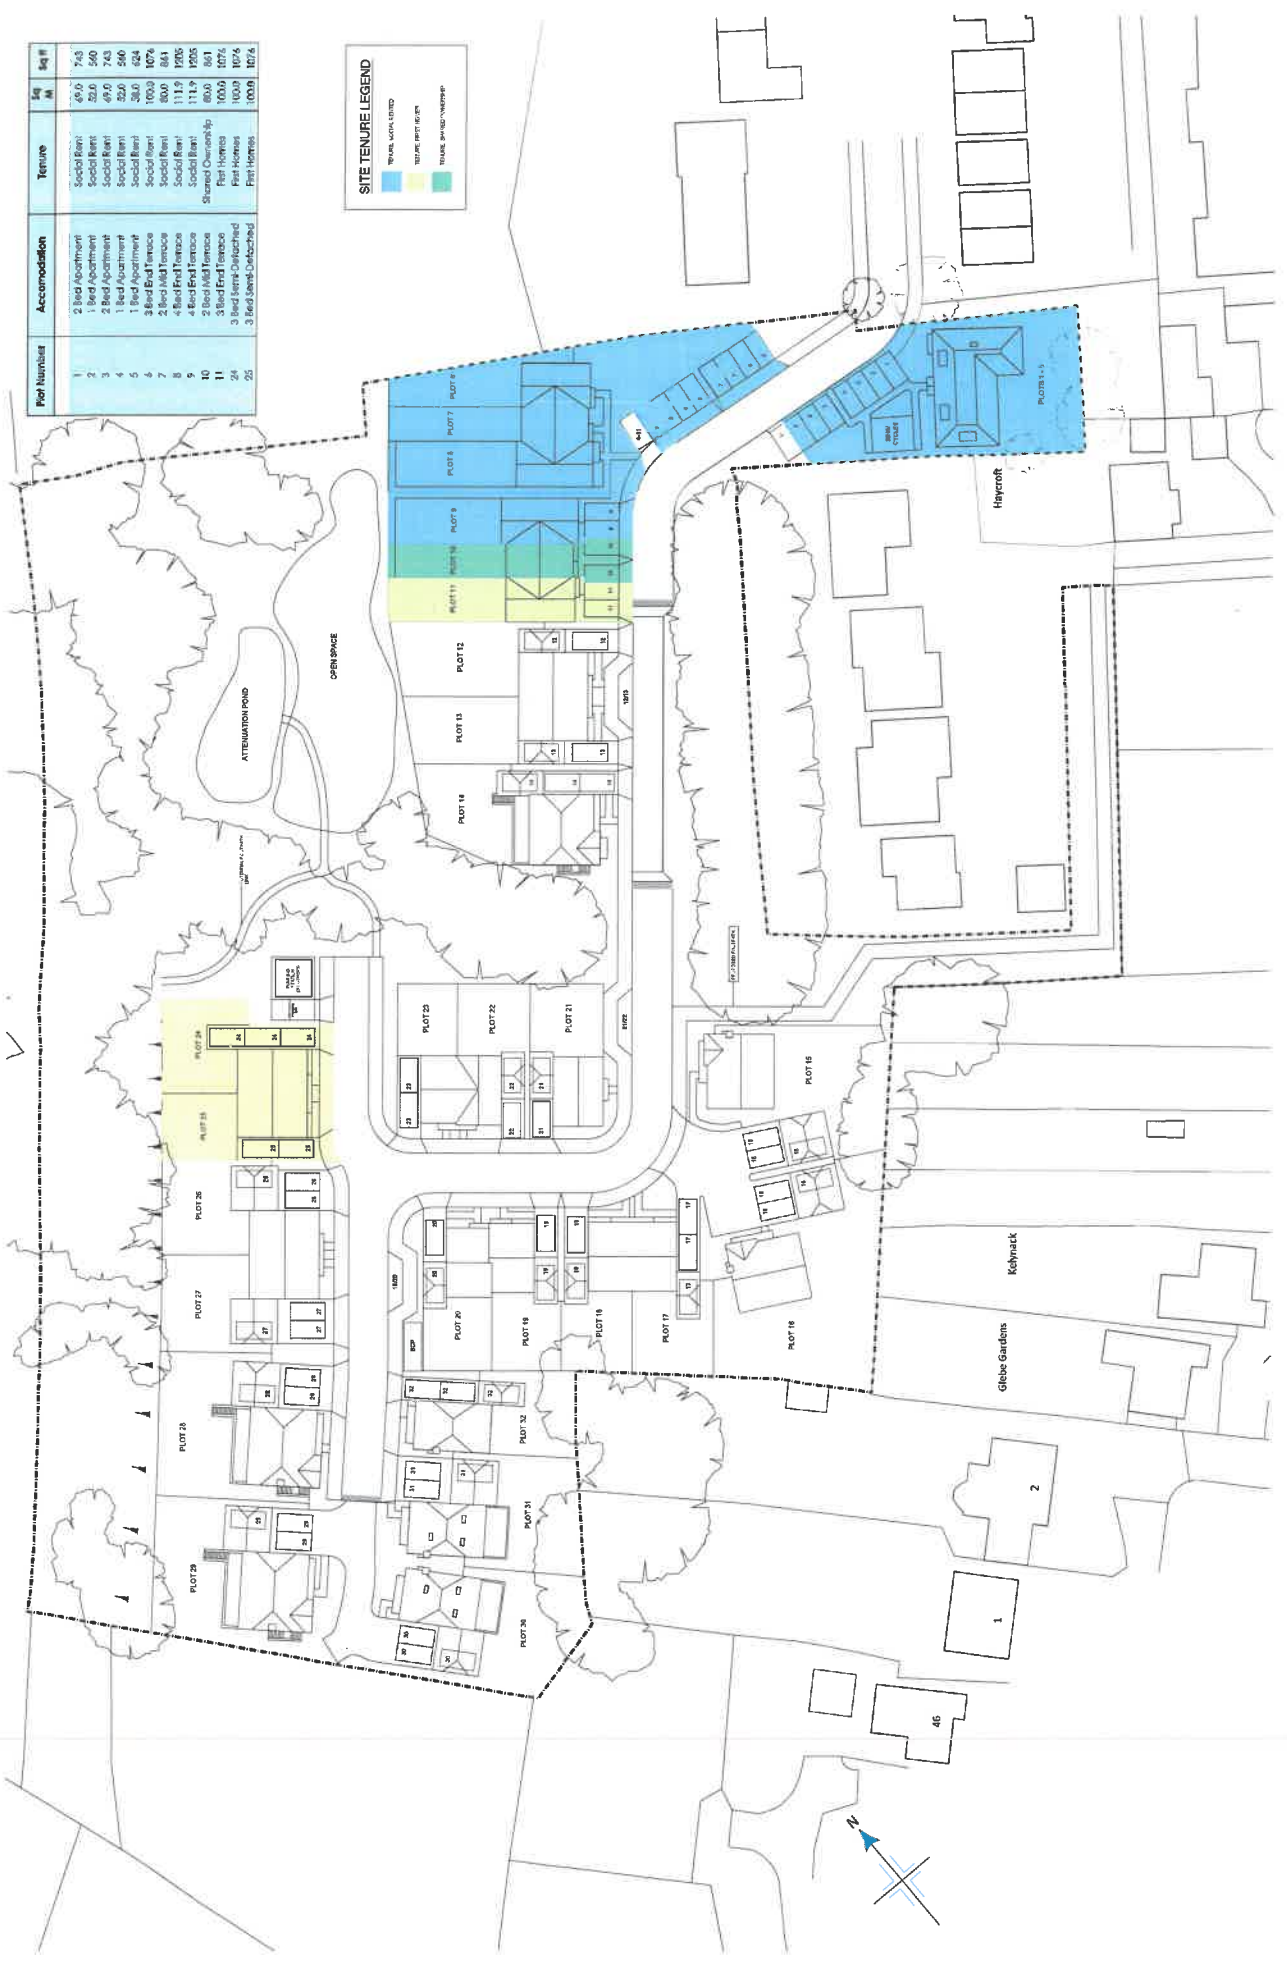 Plot Number Accomodation Tenure Sq M Sq ft
1 2 Bed Apartment Social Rent 69.0 743
2 1 Bed Apartment Social Rent 52.0 560
3 2 Bed Apartment Social Rent 69.0 743
4 1 Bed Apartment Social Rent 52.0 560
5 1 Bed Apartment Social Rent 58.0 624
6 3 Bed End Terrace Social Rent 100.0 1076
7 2 Bed Mid Terrace Social Rent 80.0 861
8 4 Bed End Terrace Social Rent 111.9 1205
9 4 Bed End Terrace Social Rent 111.9 1205
10 2 Bed Mid Terrace Shared Ownership 80.0 861
11 3 Bed End Terrace First Homes 100.0 1076
24 3 Bed Semi-Detached First Homes 100.0 1076
25 3 Bed Semi-Detached First Homes 100.0 1076
SITE TENURE LEGEND
PLOT 6
PLOT 7
PLOT 8
PLOT 9
PLOT 10
PLOT 11
PLOT 12
PLOT 13
PLOT 14
12/13
OPEN SPACE
ATTENUATION POND
BINS/
CYCLES
PLOTS 1 - 5
Haycroft
PLOT 24
PLOT 25
PLOT 26
PLOT 27
PLOT 28
PLOT 29
PLOT 23
PLOT 22
PLOT 21
21/22
PLOT 15
PLOT 16
PLOT 17
PLOT 18
PLOT 19
PLOT 20
BCP
PLOT 32
PLOT 31
PLOT 30
Kelynack
Glebe Gardens
2
1
46
N